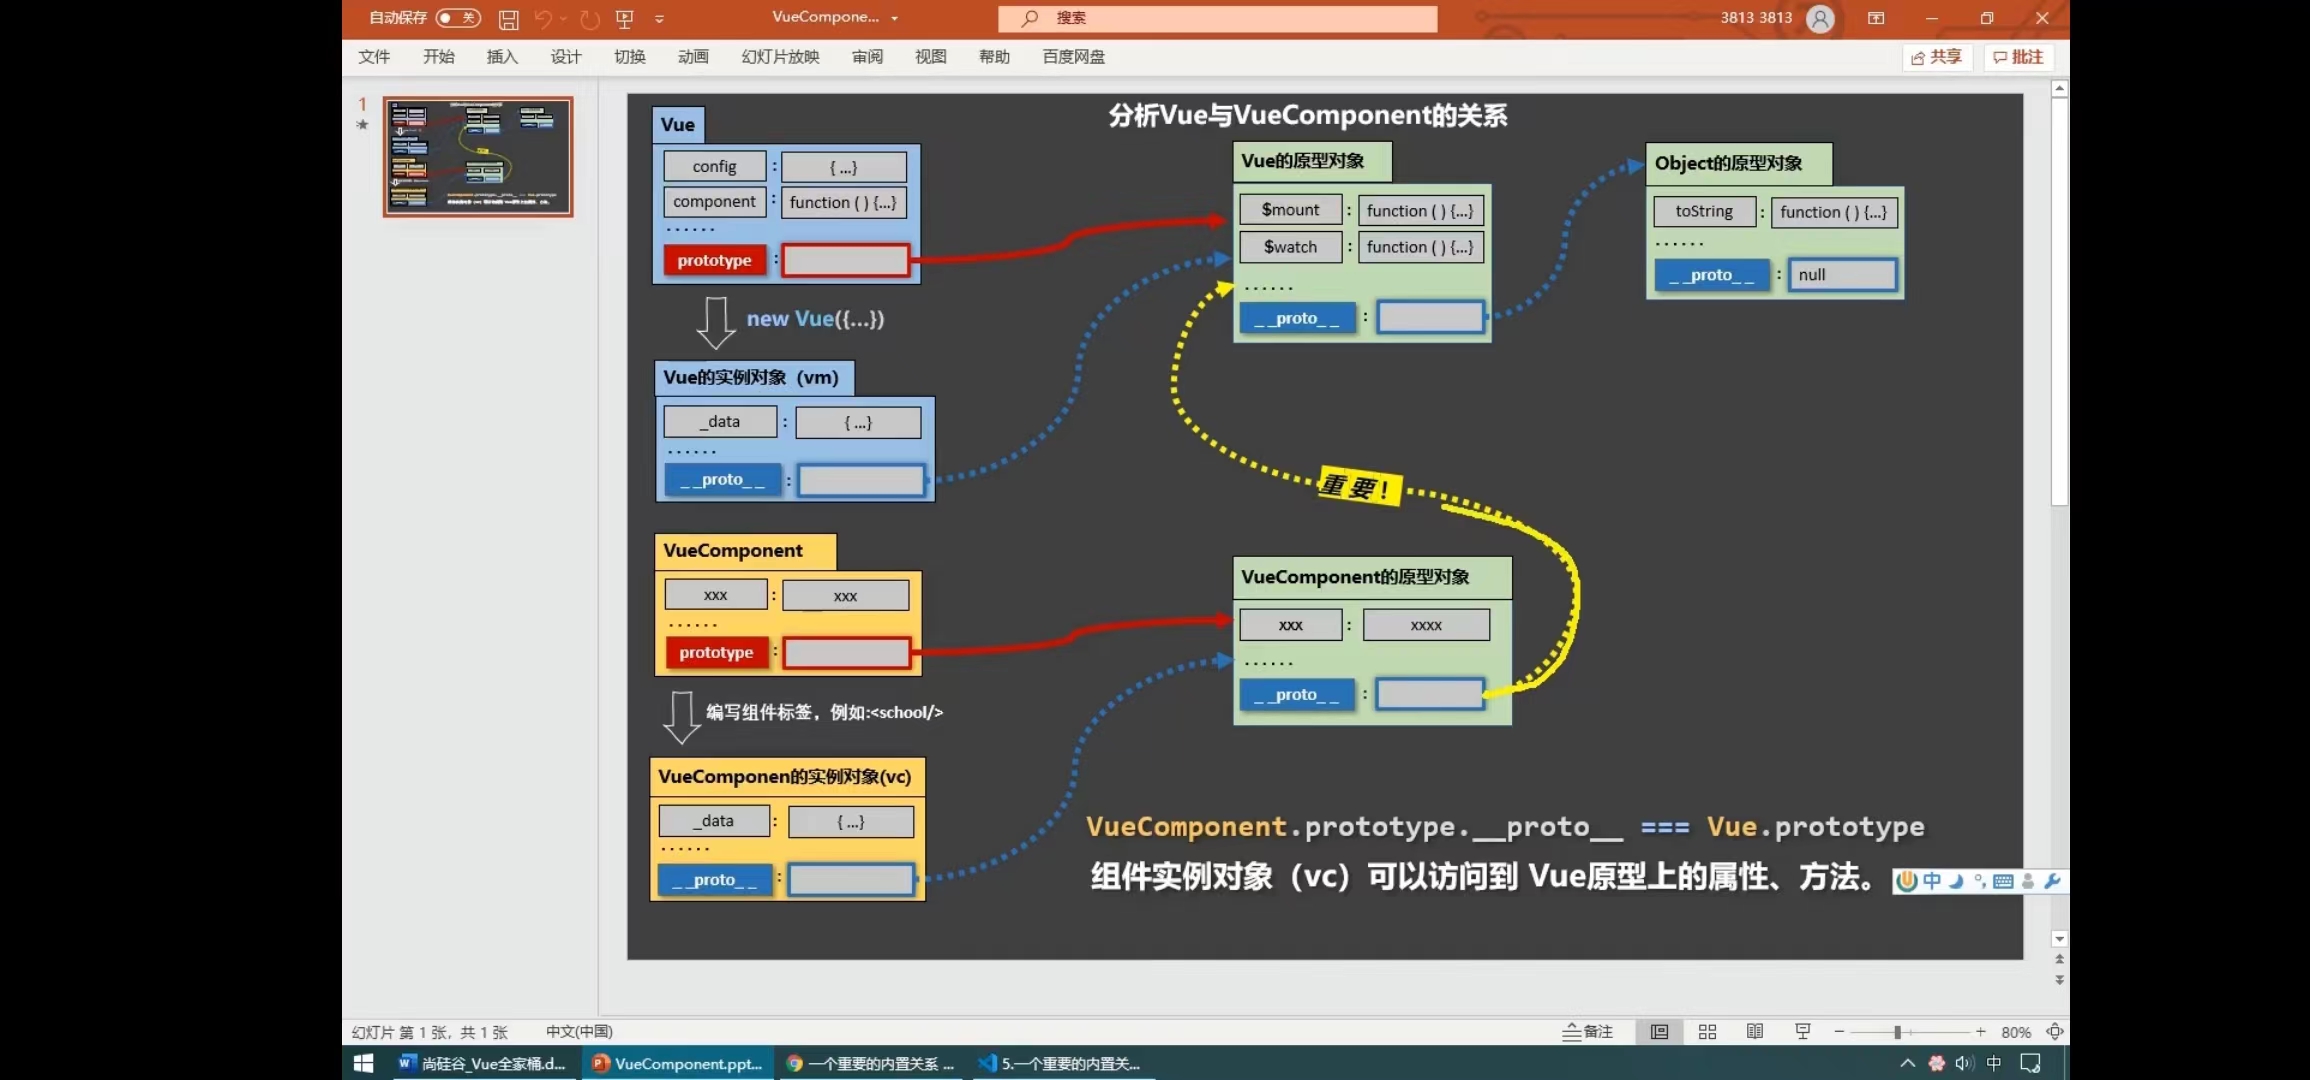 自动保存 关
VueCompone...
搜索
3813 3813
文件 开始 插入 设计 切换 动画 幻灯片放映 审阅 视图 帮助 百度网盘
共享 批注
1
分析Vue与VueComponent的关系
Vue
config : { ...}
component : function ( ) {...}
······
prototype :
new Vue({...})
Vue的实例对象（vm）
_data : { ...}
······
_ _proto_ _ :
VueComponent
xxx : xxx
······
prototype :
编写组件标签，例如:<school/>
VueComponen的实例对象(vc)
_data : { ...}
······
_ _proto_ _ :
Vue的原型对象
$mount : function ( ) {...}
$watch : function ( ) {...}
······
_ _proto_ _ :
Object的原型对象
toString : function ( ) {...}
······
_ _proto_ _ : null
重要！
VueComponent的原型对象
xxx : xxxx
······
_ _proto_ _ :
VueComponent.prototype.__proto__ === Vue.prototype
组件实例对象（vc）可以访问到 Vue原型上的属性、方法。
中
幻灯片 第 1 张，共 1 张 中文(中国)
备注
80%
尚硅谷_Vue全家桶.d...
VueComponent.ppt...
一个重要的内置关系 ...
5.一个重要的内置关...
中